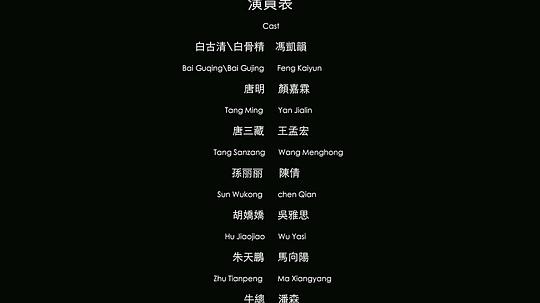 演員表
Cast
白古清\白骨精 馮凱韻
Bai Guqing\Bai Gujing Feng Kaiyun
唐明 顏嘉霖
Tang Ming Yan Jialin
唐三藏 王孟宏
Tang Sanzang Wang Menghong
孫丽丽 陳倩
Sun Wukong chen Qian
胡嬌嬌 吳雅思
Hu Jiaojiao Wu Yasi
朱天鵬 馬向陽
Zhu Tianpeng Ma Xiangyang
牛總 潘森